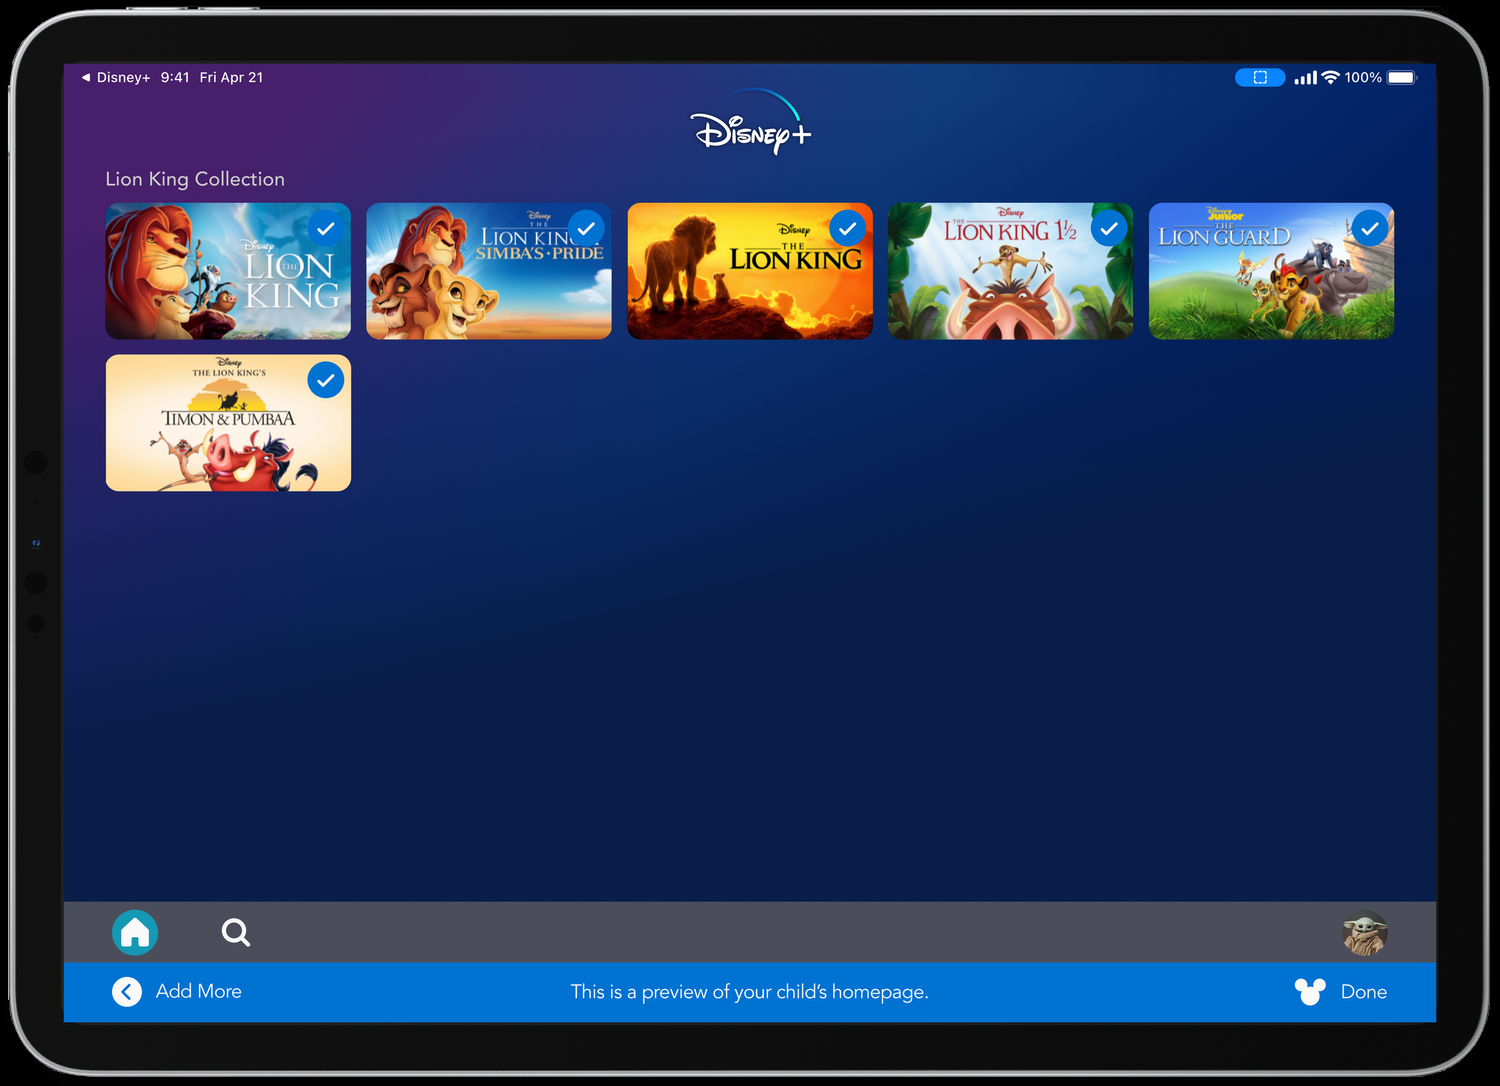 Disney+ 9:41 Fri Apr 21 100%
Disney+
Lion King Collection
Disney
THE
LION
KING
Disney
THE
LION KING
SIMBA'S·PRIDE
Disney
THE
LION KING
Disney
THE
LION KING 1½
Disney
Junior
THE
LION GUARD
Disney
THE LION KING'S
TIMON & PUMBAA
Add More This is a preview of your child's homepage. Done